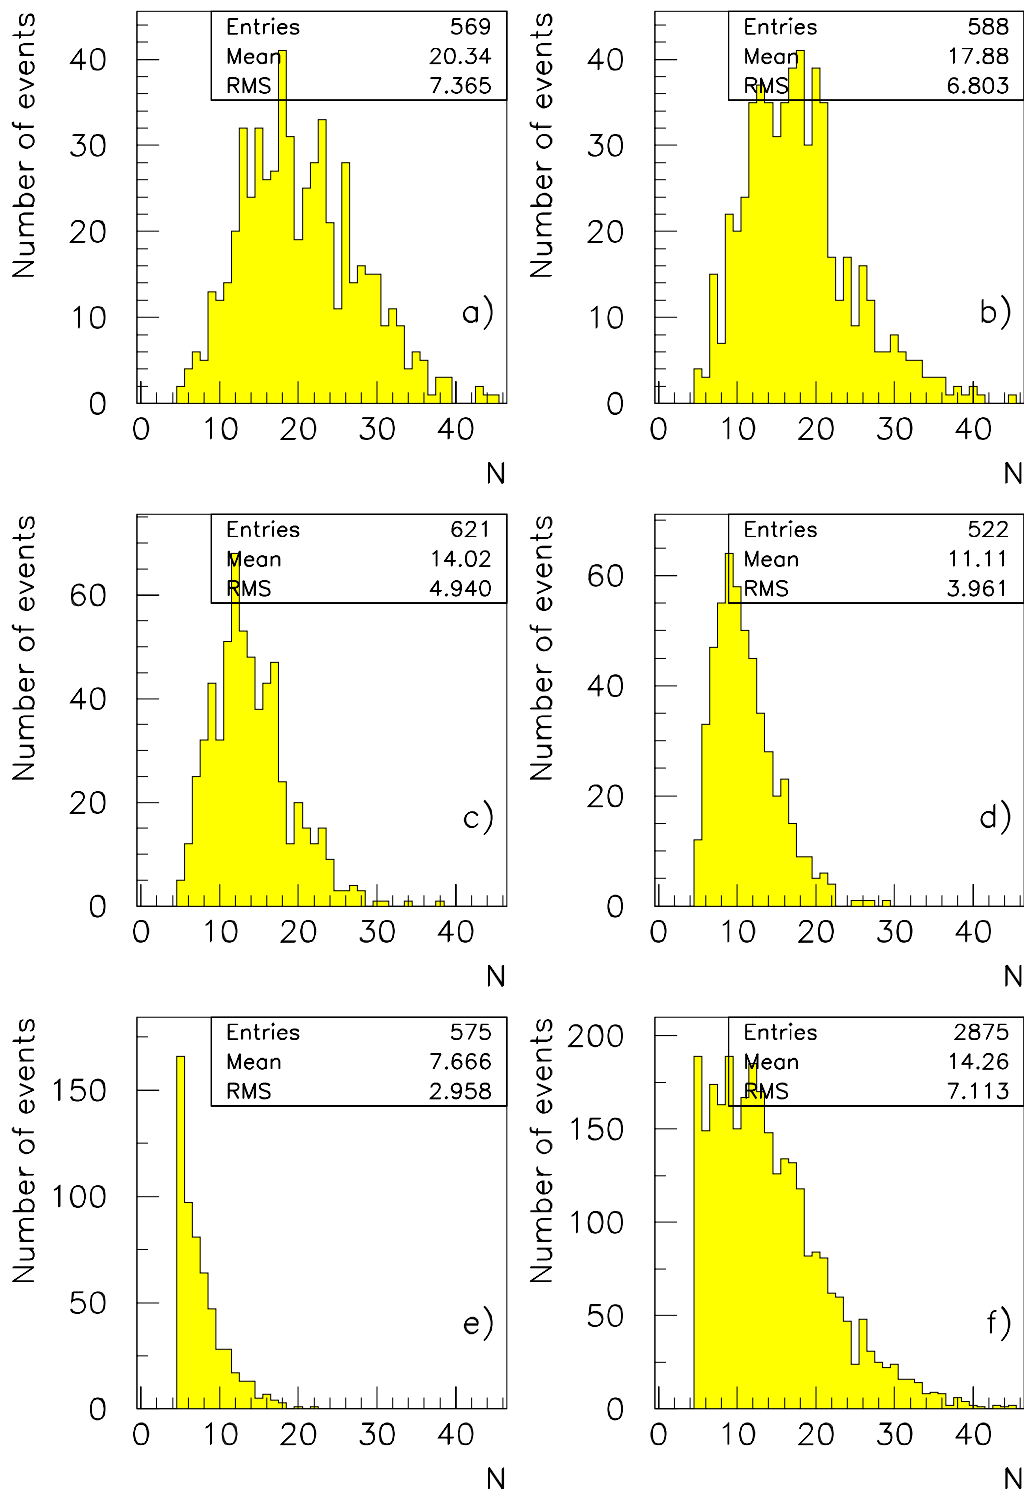 Number of events
Entries 569
Mean 20.34
RMS 7.365
40
30
20
10
0
a)
0 10 20 30 40
N
Number of events
Entries 588
Mean 17.88
RMS 6.803
40
30
20
10
0
b)
0 10 20 30 40
N
Number of events
Entries 621
Mean 14.02
RMS 4.940
60
40
20
0
c)
0 10 20 30 40
N
Number of events
Entries 522
Mean 11.11
RMS 3.961
60
40
20
0
d)
0 10 20 30 40
N
Number of events
Entries 575
Mean 7.666
RMS 2.958
150
100
50
0
e)
0 10 20 30 40
N
Number of events
Entries 2875
Mean 14.26
RMS 7.113
200
150
100
50
0
f)
0 10 20 30 40
N